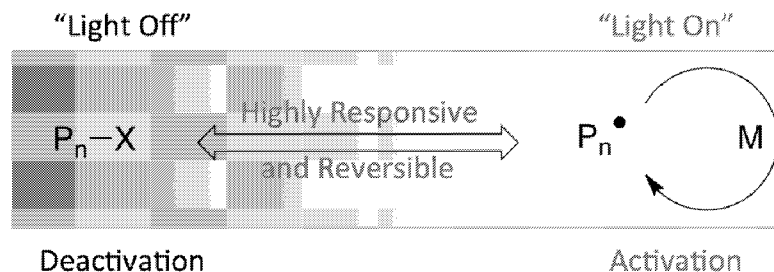 “Light Off” “Light On”
Highly Responsive
Pn–X Pn• M
and Reversible
Deactivation Activation